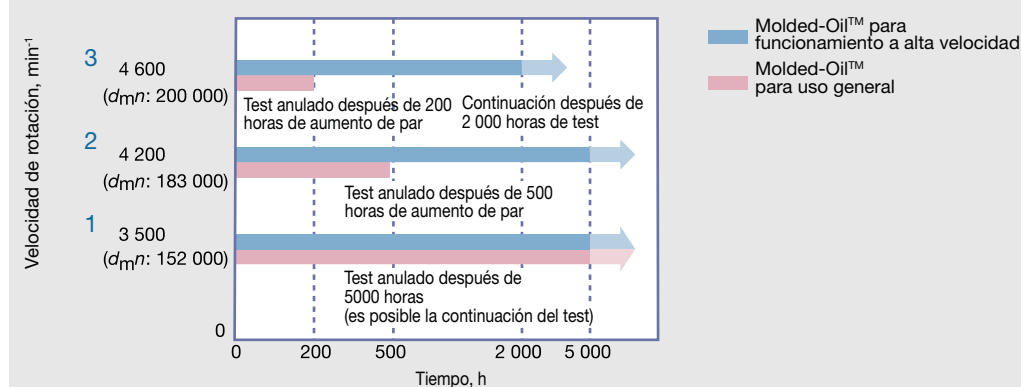 Velocidad de rotación, min⁻¹
3
4 600
(dmn: 200 000)
Test anulado después de 200
horas de aumento de par
Continuación después de
2 000 horas de test
2
4 200
(dmn: 183 000)
Test anulado después de 500
horas de aumento de par
1
3 500
(dmn: 152 000)
Test anulado después de
5000 horas
(es posible la continuación del test)
0
0 200 500 2 000 5 000
Tiempo, h
Molded-Oil™ para
funcionamiento a alta velocidad
Molded-Oil™
para uso general